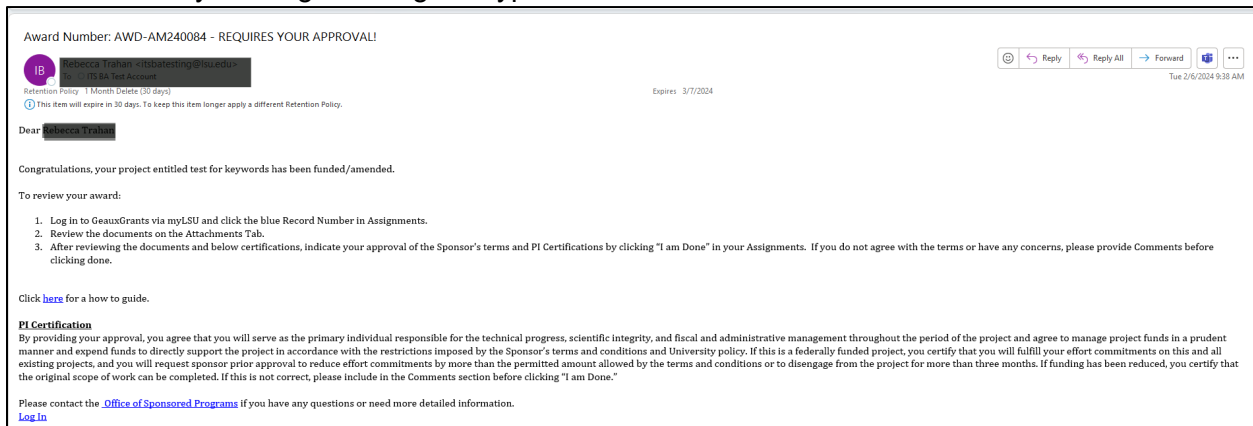 Award Number: AWD-AM240084 - REQUIRES YOUR APPROVAL!
IB
Reply Reply All Forward
Tue 2/6/2024 9:38 AM
Retention Policy 1 Month Delete (30 days) Expires 3/7/2024
This item will expire in 30 days. To keep this item longer apply a different Retention Policy.
Dear
Congratulations, your project entitled test for keywords has been funded/amended.
To review your award:
1. Log in to GeauxGrants via myLSU and click the blue Record Number in Assignments.
2. Review the documents on the Attachments Tab.
3. After reviewing the documents and below certifications, indicate your approval of the Sponsor's terms and PI Certifications by clicking "I am Done" in your Assignments. If you do not agree with the terms or have any concerns, please provide Comments before
clicking done.
Click here for a how to guide.
PI Certification
By providing your approval, you agree that you will serve as the primary individual responsible for the technical progress, scientific integrity, and fiscal and administrative management throughout the period of the project and agree to manage project funds in a prudent
manner and expend funds to directly support the project in accordance with the restrictions imposed by the Sponsor's terms and conditions and University policy. If this is a federally funded project, you certify that you will fulfill your effort commitments on this and all
existing projects, and you will request sponsor prior approval to reduce effort commitments by more than the permitted amount allowed by the terms and conditions or to disengage from the project for more than three months. If funding has been reduced, you certify that
the original scope of work can be completed. If this is not correct, please include in the Comments section before clicking "I am Done."
Please contact the Office of Sponsored Programs if you have any questions or need more detailed information.
Log In